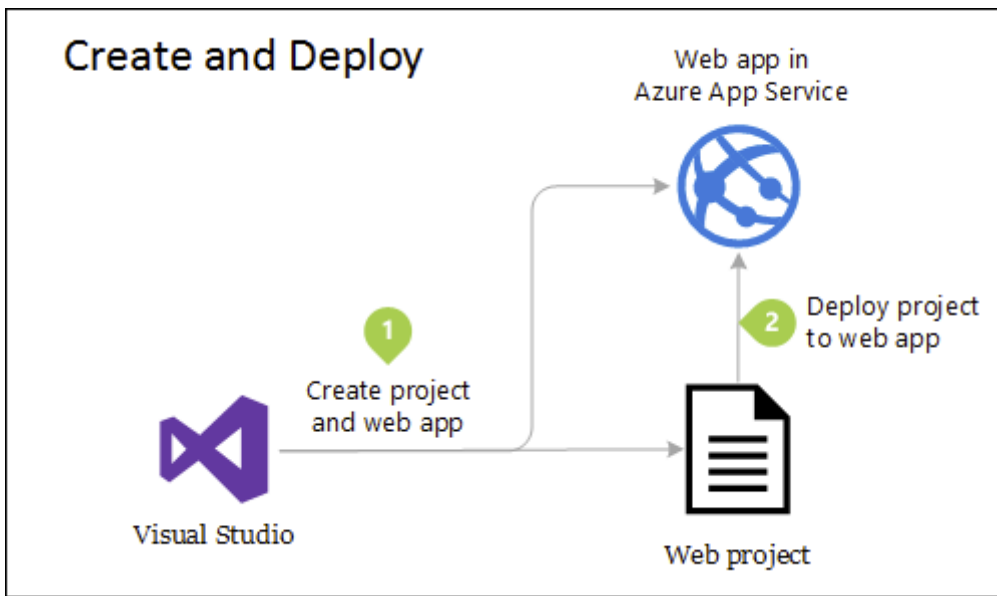 Create and Deploy
Web app in
Azure App Service
1
Create project
and web app
2
Deploy project
to web app
Visual Studio
Web project